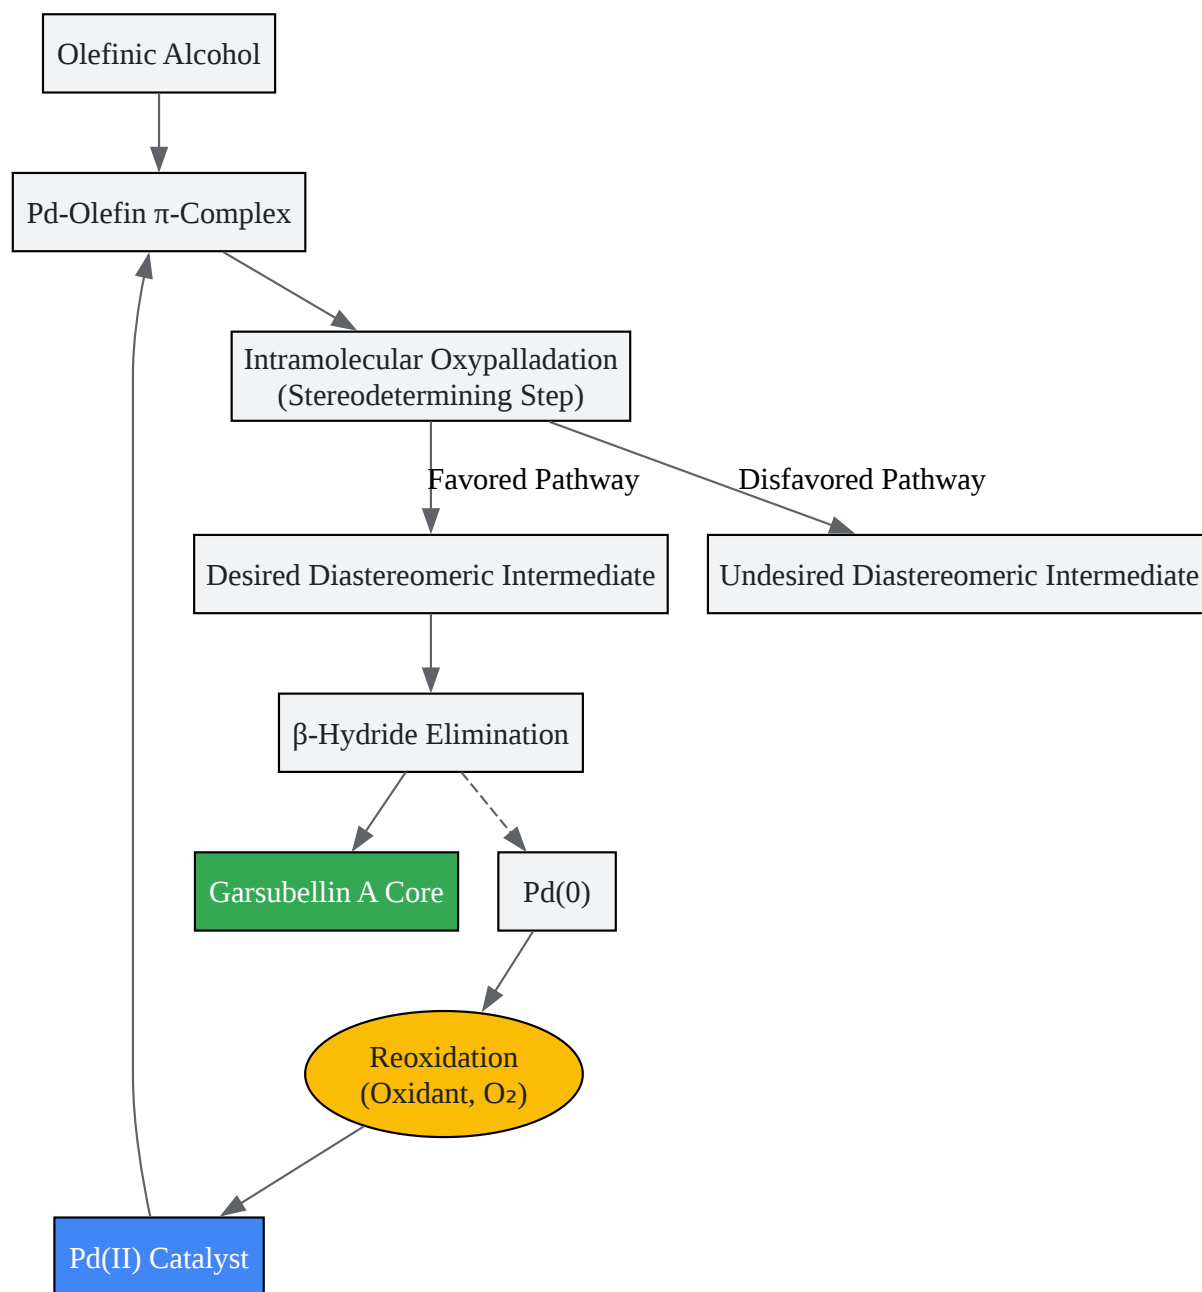 Olefinic Alcohol
Pd-Olefin π-Complex
Intramolecular Oxypalladation
(Stereodetermining Step)
Favored Pathway
Disfavored Pathway
Desired Diastereomeric Intermediate
Undesired Diastereomeric Intermediate
β-Hydride Elimination
Garsubellin A Core
Pd(0)
Reoxidation
(Oxidant, O₂)
Pd(II) Catalyst